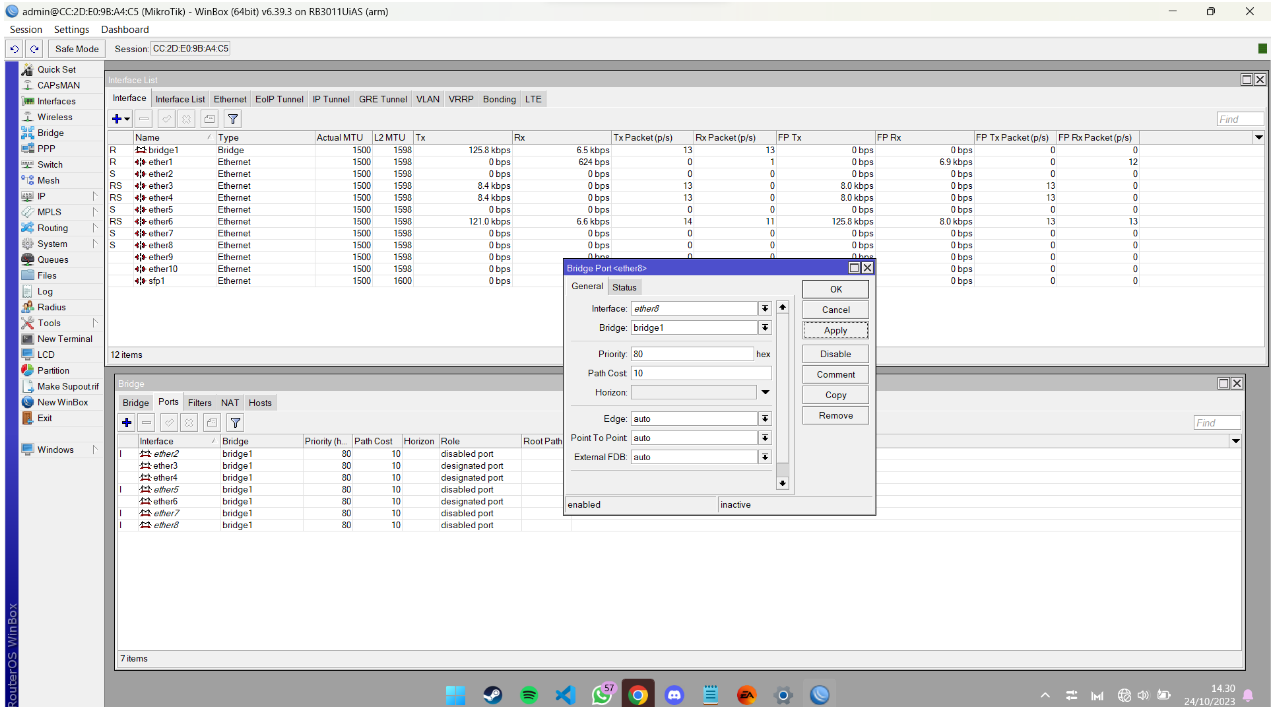 admin@CC:2D:E0:9B:A4:C5 (MikroTik) - WinBox (64bit) v6.39.3 on RB3011UiAS (arm)
Session Settings Dashboard
Safe Mode Session: CC:2D:E0:9B:A4:C5
Quick Set
CAPsMAN
Interfaces
Wireless
Bridge
PPP
Switch
Mesh
IP
MPLS
Routing
System
Queues
Files
Log
Radius
Tools
New Terminal
LCD
Partition
Make Supout.rif
New WinBox
Exit
Windows
RouterOS WinBox
Interface List
Interface Interface List Ethernet EoIP Tunnel IP Tunnel GRE Tunnel VLAN VRRP Bonding LTE
Find
Name Type Actual MTU L2 MTU Tx Rx Tx Packet (p/s) Rx Packet (p/s) FP Tx FP Rx FP Tx Packet (p/s) FP Rx Packet (p/s)
R bridge1 Bridge 1500 1598 125.8 kbps 6.5 kbps 13 13 0 bps 0 bps 0 0
R ether1 Ethernet 1500 1598 0 bps 624 bps 0 1 0 bps 6.9 kbps 0 12
S ether2 Ethernet 1500 1598 0 bps 0 bps 0 0 0 bps 0 bps 0 0
RS ether3 Ethernet 1500 1598 8.4 kbps 0 bps 13 0 8.0 kbps 0 bps 13 0
RS ether4 Ethernet 1500 1598 8.4 kbps 0 bps 13 0 8.0 kbps 0 bps 13 0
S ether5 Ethernet 1500 1598 0 bps 0 bps 0 0 0 bps 0 bps 0 0
RS ether6 Ethernet 1500 1598 121.0 kbps 6.6 kbps 14 11 125.8 kbps 8.0 kbps 13 13
S ether7 Ethernet 1500 1598 0 bps 0 bps 0 0 0 bps 0 bps 0 0
S ether8 Ethernet 1500 1598 0 bps 0 bps 0 0 0 bps 0 bps 0 0
ether9 Ethernet 1500 1598 0 bps 0 bps 0 0 0 bps 0 bps 0 0
ether10 Ethernet 1500 1598 0 bps 0 bps 0 0
sfp1 Ethernet 1500 1600 0 bps 0 bps 0 0
12 items
Bridge Port <ether8>
General Status
Interface: ether8
Bridge: bridge1
Priority: 80 hex
Path Cost: 10
Horizon:
Edge: auto
Point To Point: auto
External FDB: auto
enabled inactive
OK
Cancel
Apply
Disable
Comment
Copy
Remove
Bridge
Bridge Ports Filters NAT Hosts
Find
Interface Bridge Priority (h... Path Cost Horizon Role Root Path
I ether2 bridge1 80 10 disabled port
ether3 bridge1 80 10 designated port
ether4 bridge1 80 10 designated port
I ether5 bridge1 80 10 disabled port
ether6 bridge1 80 10 designated port
I ether7 bridge1 80 10 disabled port
I ether8 bridge1 80 10 disabled port
7 items
57
EA
14.30
24/10/2023